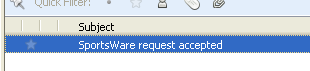 Quick Filter:
Subject
SportsWare request accepted